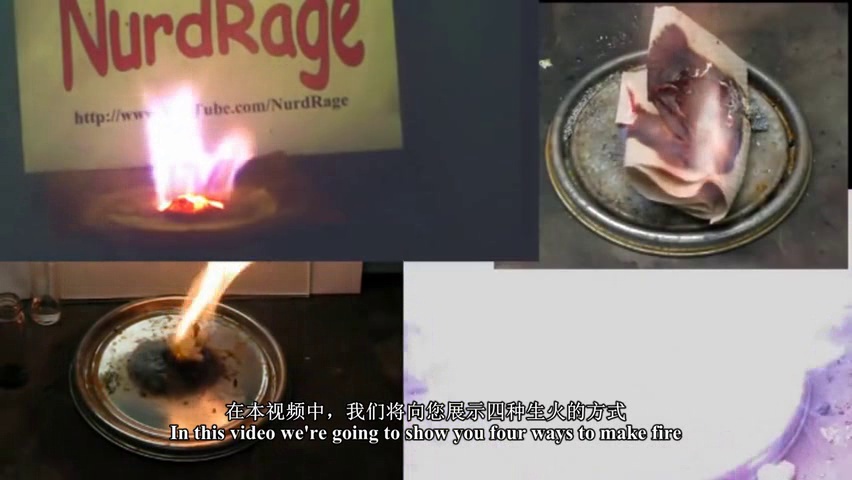 NurdRage
http://www.YouTube.com/NurdRage
在本视频中，我们将向您展示四种生火的方式
In this video we're going to show you four ways to make fire